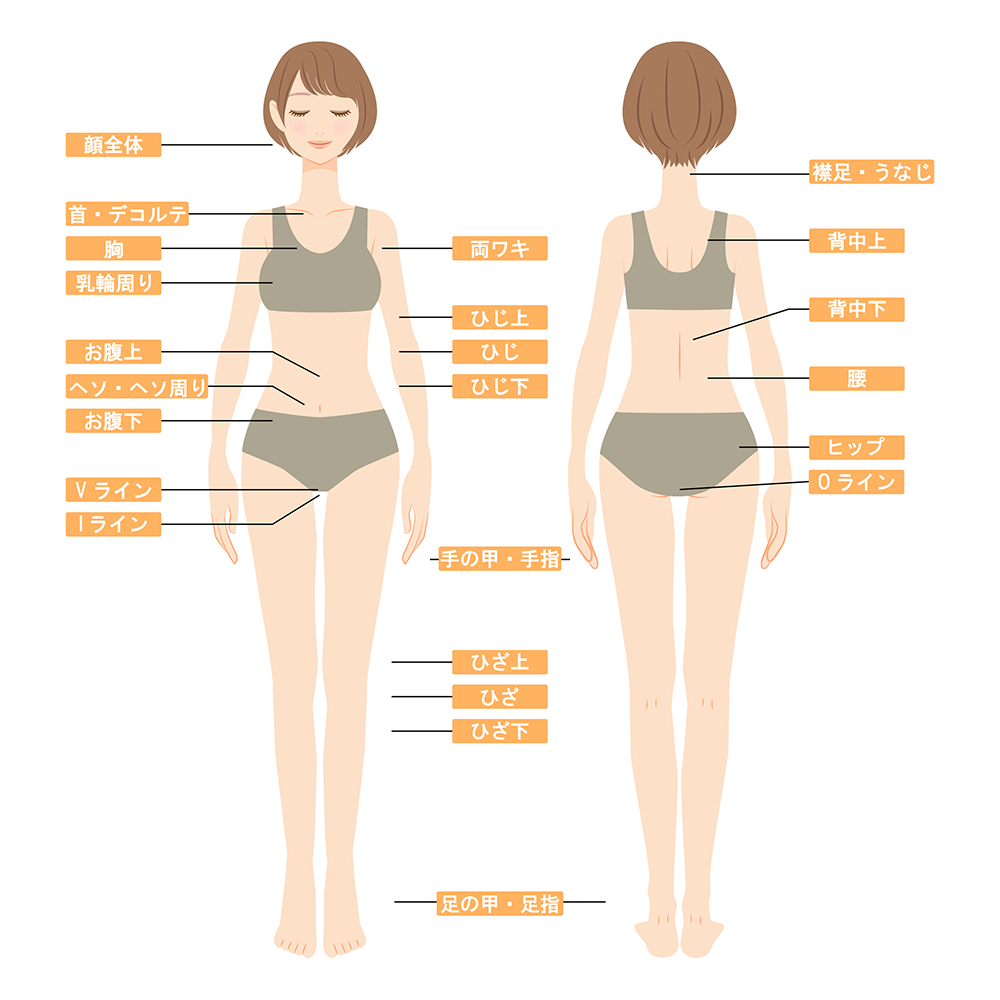 顔全体
首・デコルテ
胸
乳輪周り
お腹上
ヘソ・ヘソ周り
お腹下
Vライン
Iライン
両ワキ
ひじ上
ひじ
ひじ下
手の甲・手指
ひざ上
ひざ
ひざ下
足の甲・足指
襟足・うなじ
背中上
背中下
腰
ヒップ
Oライン